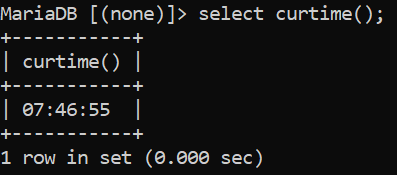 MariaDB [(none)]> select curtime();
+-----------+
| curtime() |
+-----------+
| 07:46:55  |
+-----------+
1 row in set (0.000 sec)